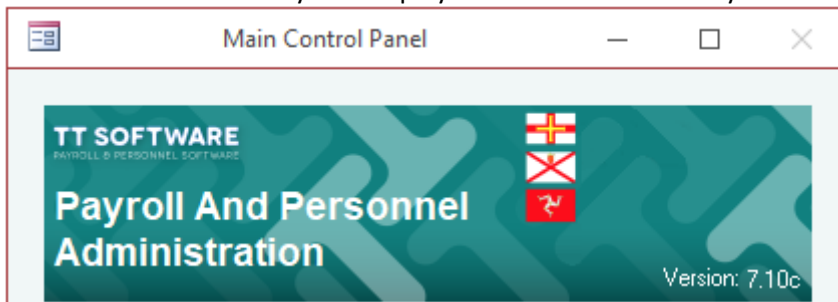 Main Control Panel
TT SOFTWARE
PAYROLL & PERSONNEL SOFTWARE
Payroll And Personnel
Administration
Version: 7.10c